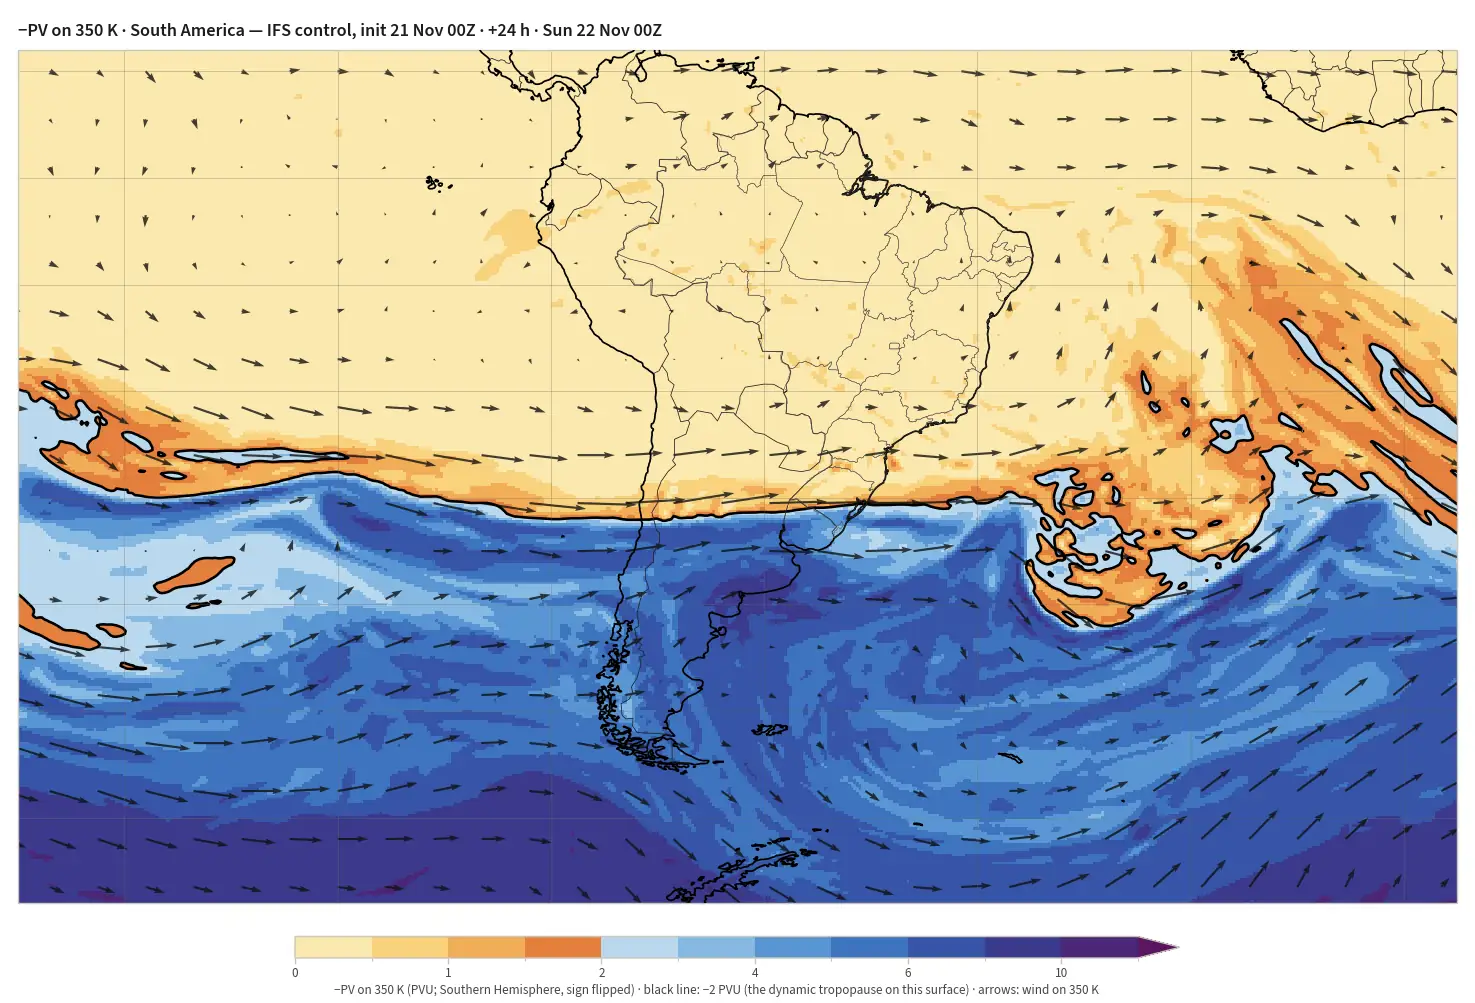 −PV on 350 K · South America — IFS control, init 21 Nov 00Z · +24 h · Sun 22 Nov 00Z
0 1 2 4 6 10
−PV on 350 K (PVU; Southern Hemisphere, sign flipped) · black line: −2 PVU (the dynamic tropopause on this surface) · arrows: wind on 350 K